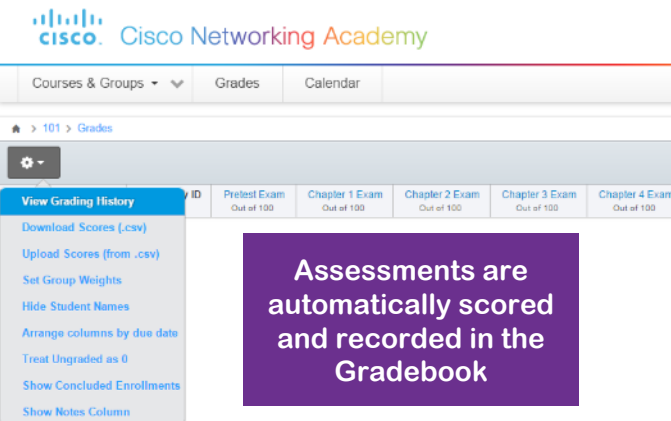 cisco. Cisco Networking Academy
Courses & Groups Grades Calendar
> 101 > Grades
View Grading History
Download Scores (.csv)
Upload Scores (from .csv)
Set Group Weights
Hide Student Names
Arrange columns by due date
Treat Ungraded as 0
Show Concluded Enrollments
Show Notes Column
ID Pretest Exam Chapter 1 Exam Chapter 2 Exam Chapter 3 Exam Chapter 4 Exam
Out of 100 Out of 100 Out of 100 Out of 100 Out of 100
Assessments are
automatically scored
and recorded in the
Gradebook